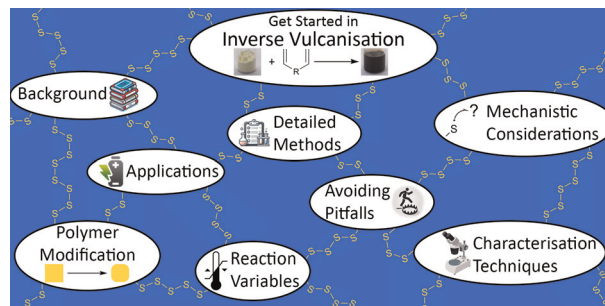 Get Started in
Inverse Vulcanisation
+
R
Background
Detailed
Methods
S
?
Mechanistic
Considerations
Applications
Avoiding
Pitfalls
Polymer
Modification
Reaction
Variables
Characterisation
Techniques